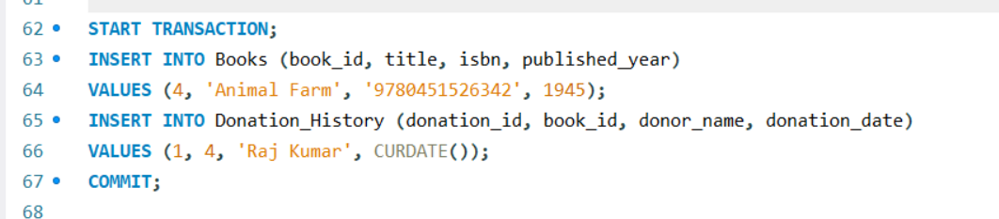 61
62 START TRANSACTION;
63 INSERT INTO Books (book_id, title, isbn, published_year)
64 VALUES (4, 'Animal Farm', '9780451526342', 1945);
65 INSERT INTO Donation_History (donation_id, book_id, donor_name, donation_date)
66 VALUES (1, 4, 'Raj Kumar', CURDATE());
67 COMMIT;
68